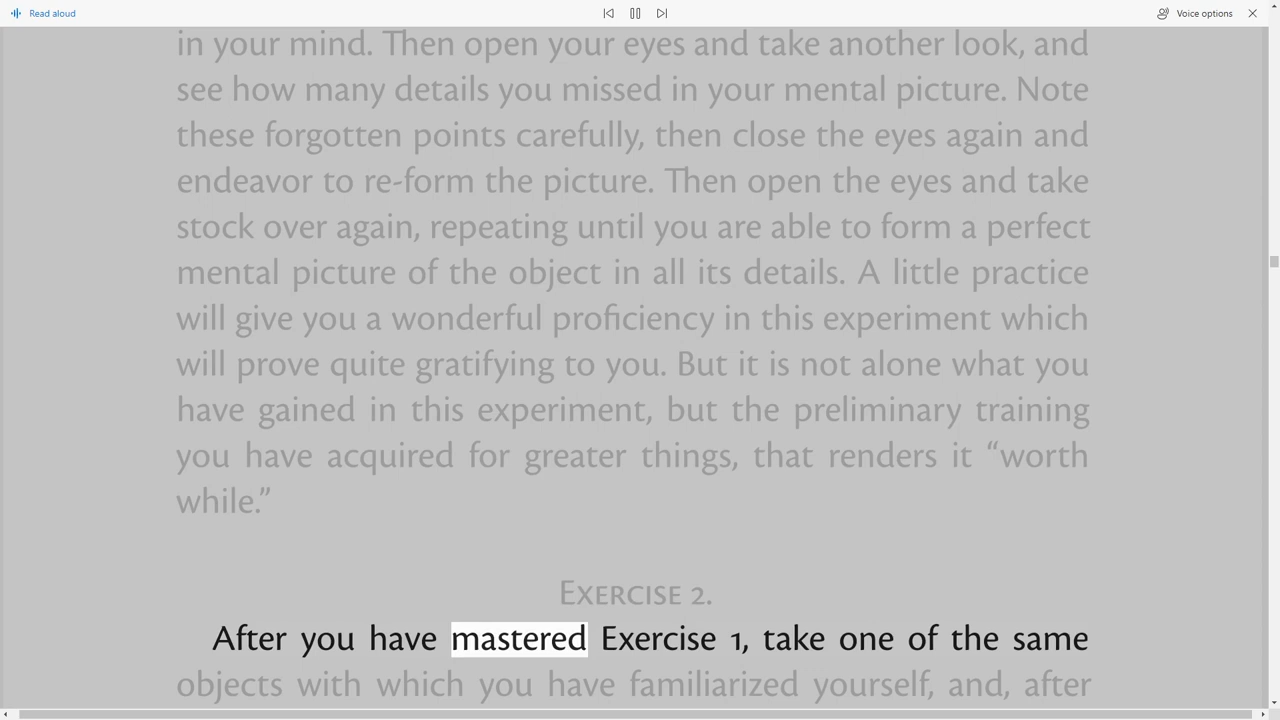 Read aloud
Voice options
in your mind. Then open your eyes and take another look, and
see how many details you missed in your mental picture. Note
these forgotten points carefully, then close the eyes again and
endeavor to re-form the picture. Then open the eyes and take
stock over again, repeating until you are able to form a perfect
mental picture of the object in all its details. A little practice
will give you a wonderful proficiency in this experiment which
will prove quite gratifying to you. But it is not alone what you
have gained in this experiment, but the preliminary training
you have acquired for greater things, that renders it “worth
while.”
Exercise 2.
After you have mastered Exercise 1, take one of the same
objects with which you have familiarized yourself, and, after